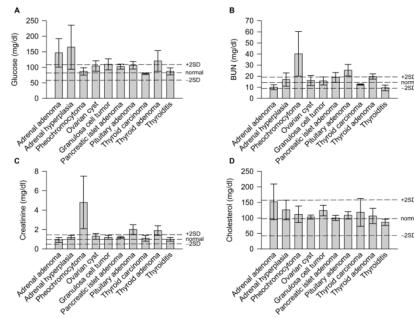 A
Glucose (mg/dl)
250
200
150
100
50
0
+2SD
normal
−2SD
Adrenal adenoma
Adrenal hyperplasia
Pheochromocytoma
Ovarian cyst
Granulosa cell tumor
Pancreatic islet adenoma
Pituitary adenoma
Thyroid carcinoma
Thyroid adenoma
Thyroiditis
B
BUN (mg/dl)
70
60
50
40
30
20
10
0
+2SD
normal
−2SD
Adrenal adenoma
Adrenal hyperplasia
Pheochromocytoma
Ovarian cyst
Granulosa cell tumor
Pancreatic islet adenoma
Pituitary adenoma
Thyroid carcinoma
Thyroid adenoma
Thyroiditis
C
Creatinine (mg/dl)
8
6
4
2
0
+2SD
normal
−2SD
Adrenal adenoma
Adrenal hyperplasia
Pheochromocytoma
Ovarian cyst
Granulosa cell tumor
Pancreatic islet adenoma
Pituitary adenoma
Thyroid carcinoma
Thyroid adenoma
Thyroiditis
D
Cholesterol (mg/dl)
250
200
150
100
50
0
+2SD
norm
−2SD
Adrenal adenoma
Adrenal hyperplasia
Pheochromocytoma
Ovarian cyst
Granulosa cell tumor
Pancreatic islet adenoma
Pituitary adenoma
Thyroid carcinoma
Thyroid adenoma
Thyroiditis